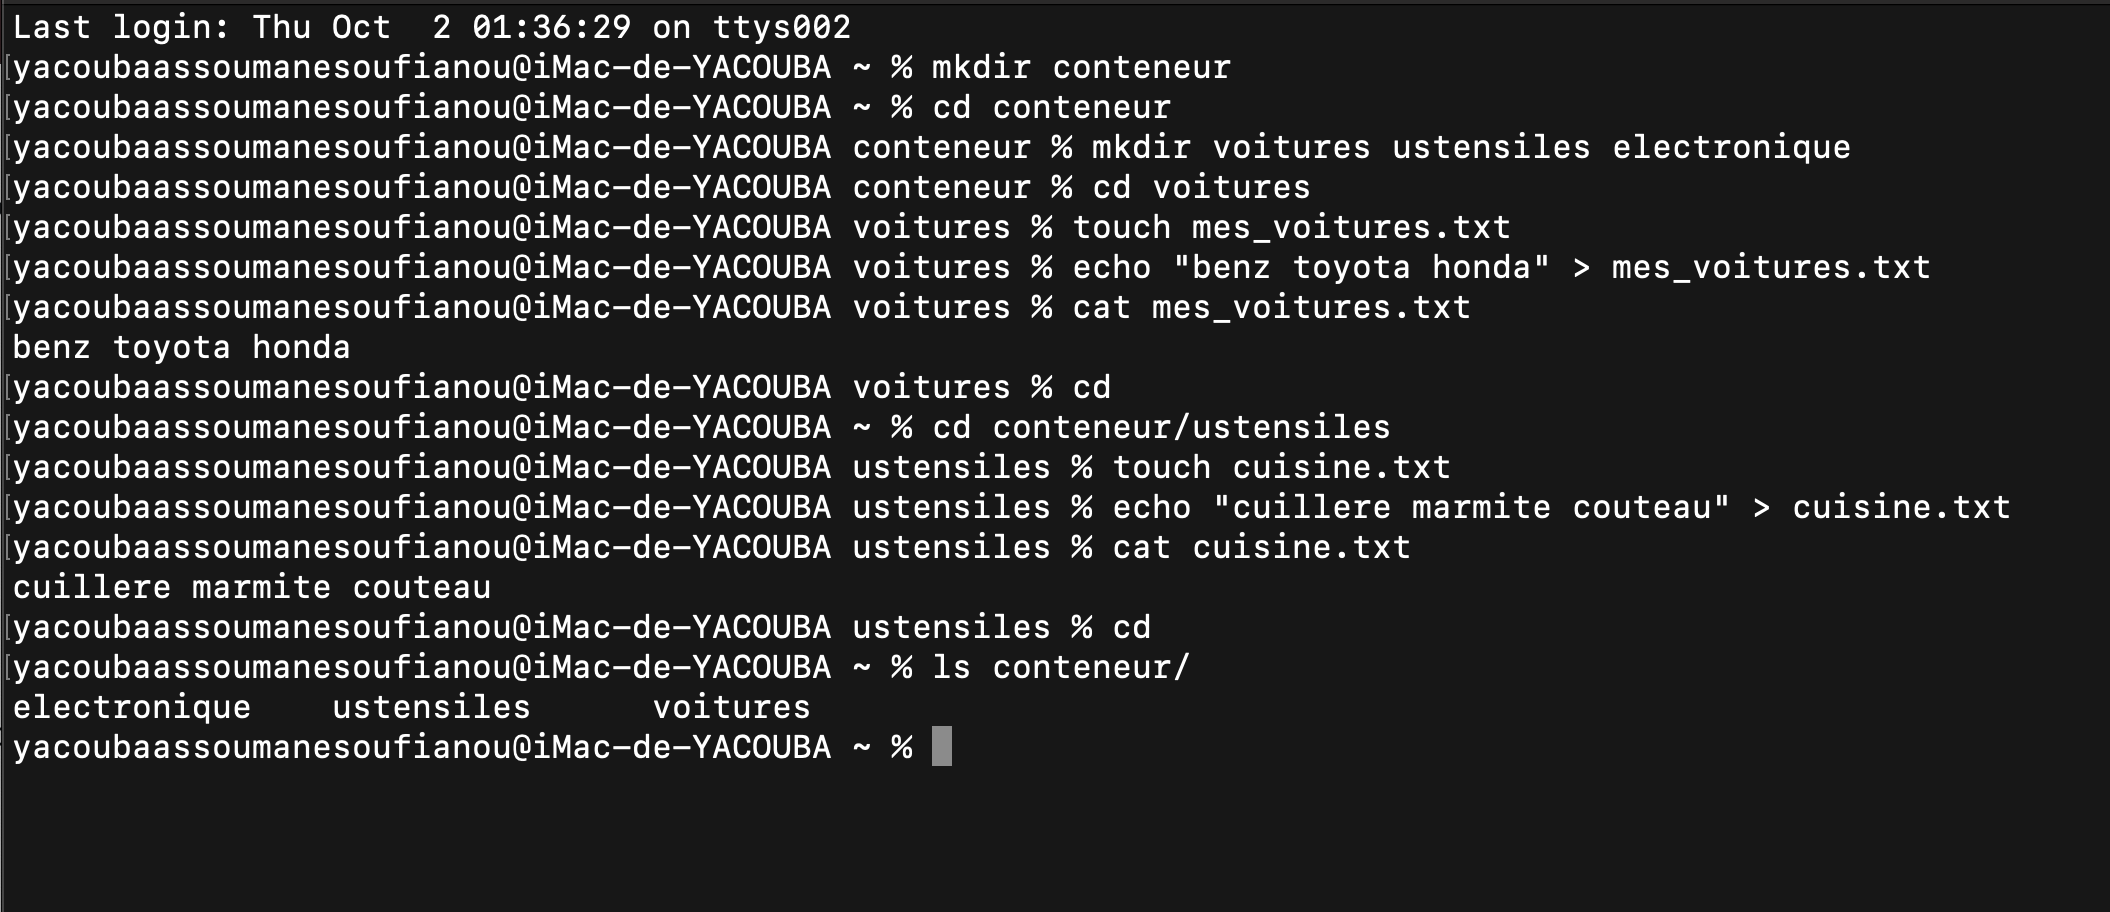 Last login: Thu Oct  2 01:36:29 on ttys002
[yacoubaassoumanesoufianou@iMac-de-YACOUBA ~ % mkdir conteneur
[yacoubaassoumanesoufianou@iMac-de-YACOUBA ~ % cd conteneur
[yacoubaassoumanesoufianou@iMac-de-YACOUBA conteneur % mkdir voitures ustensiles electronique
[yacoubaassoumanesoufianou@iMac-de-YACOUBA conteneur % cd voitures
[yacoubaassoumanesoufianou@iMac-de-YACOUBA voitures % touch mes_voitures.txt
[yacoubaassoumanesoufianou@iMac-de-YACOUBA voitures % echo "benz toyota honda" > mes_voitures.txt
[yacoubaassoumanesoufianou@iMac-de-YACOUBA voitures % cat mes_voitures.txt
benz toyota honda
[yacoubaassoumanesoufianou@iMac-de-YACOUBA voitures % cd
[yacoubaassoumanesoufianou@iMac-de-YACOUBA ~ % cd conteneur/ustensiles
[yacoubaassoumanesoufianou@iMac-de-YACOUBA ustensiles % touch cuisine.txt
[yacoubaassoumanesoufianou@iMac-de-YACOUBA ustensiles % echo "cuillere marmite couteau" > cuisine.txt
[yacoubaassoumanesoufianou@iMac-de-YACOUBA ustensiles % cat cuisine.txt
cuillere marmite couteau
[yacoubaassoumanesoufianou@iMac-de-YACOUBA ustensiles % cd
[yacoubaassoumanesoufianou@iMac-de-YACOUBA ~ % ls conteneur/
electronique    ustensiles      voitures
yacoubaassoumanesoufianou@iMac-de-YACOUBA ~ %